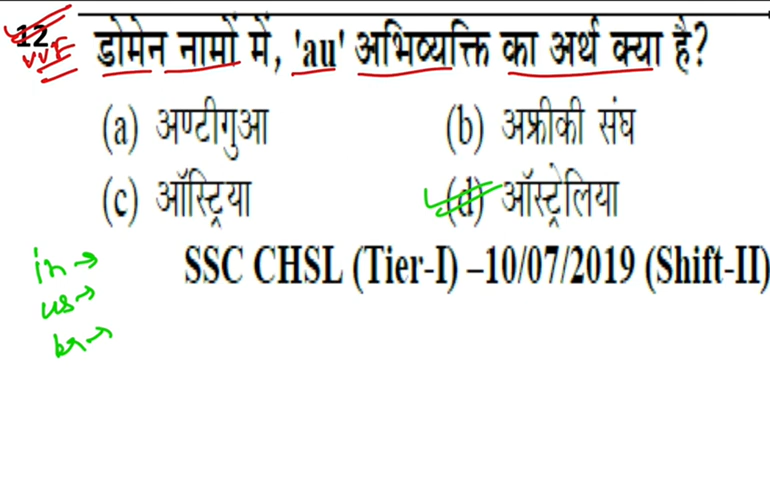 12 डोमेन नामों में, 'au' अभिव्यक्ति का अर्थ क्या है?
VVI
(a) अण्टीगुआ (b) अफ्रीकी संघ
(c) ऑस्ट्रिया (d) ऑस्ट्रेलिया
SSC CHSL (Tier-I) –10/07/2019 (Shift-II)
in →
us →
br →